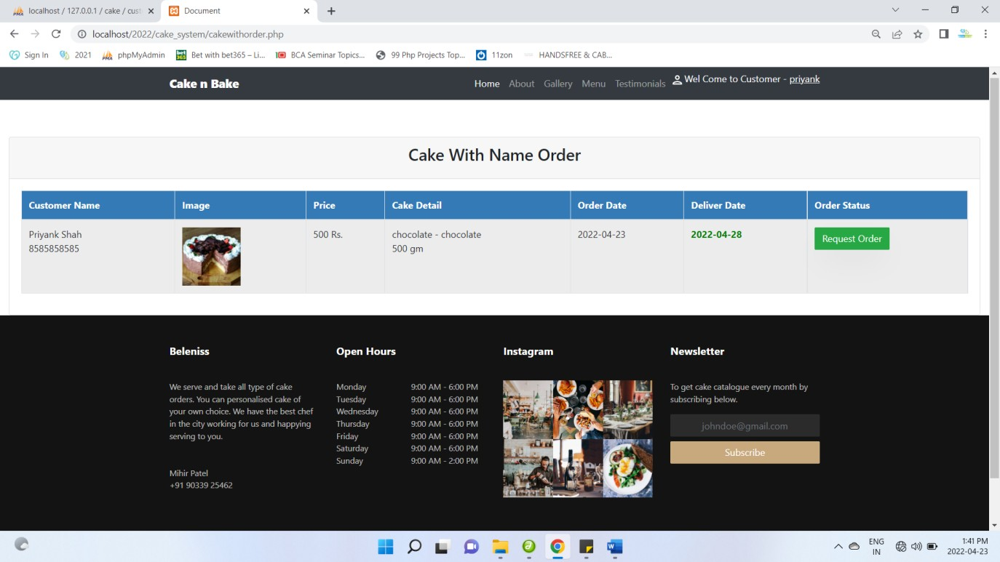 localhost / 127.0.0.1 / cake / cust
Document
localhost/2022/cake_system/cakewithorder.php
Sign In
2021
phpMyAdmin
bet365
Bet with bet365 – Li...
BCA Seminar Topics...
99 Php Projects Top...
11zon
HANDSFREE & CAB...
Cake n Bake
Home
About
Gallery
Menu
Testimonials
Wel Come to Customer - priyank
Cake With Name Order
Customer Name
Image
Price
Cake Detail
Order Date
Deliver Date
Order Status
Priyank Shah
8585858585
500 Rs.
chocolate - chocolate
500 gm
2022-04-23
2022-04-28
Request Order
Beleniss
We serve and take all type of cake
orders. You can personalised cake of
your own choice. We have the best chef
in the city working for us and happying
serving to you.
Mihir Patel
+91 90339 25462
Open Hours
Monday 9:00 AM - 6:00 PM
Tuesday 9:00 AM - 6:00 PM
Wednesday 9:00 AM - 6:00 PM
Thursday 9:00 AM - 6:00 PM
Friday 9:00 AM - 6:00 PM
Saturday 9:00 AM - 6:00 PM
Sunday 9:00 AM - 2:00 PM
Instagram
Newsletter
To get cake catalogue every month by
subscribing below.
johndoe@gmail.com
Subscribe
ENG
IN
1:41 PM
2022-04-23